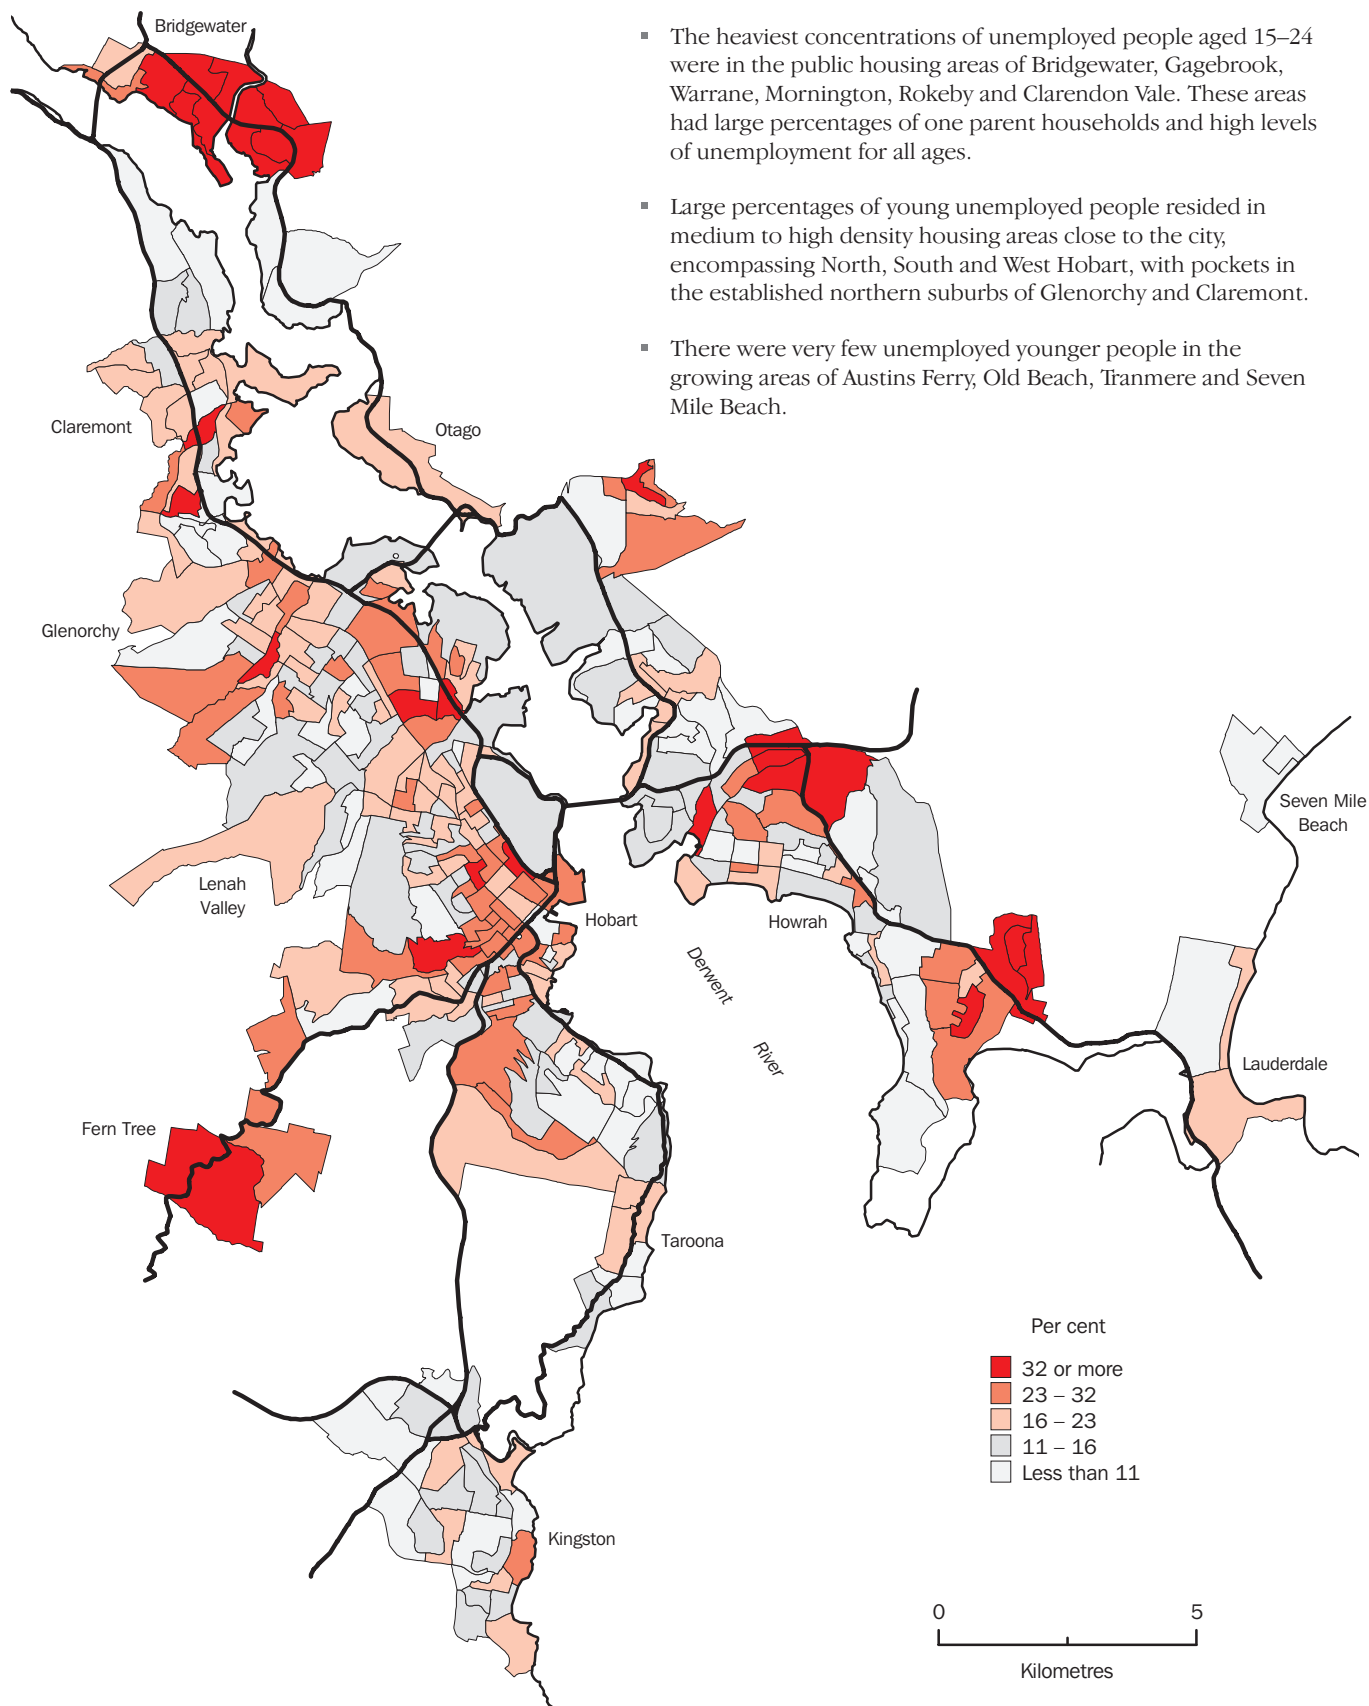 Bridgewater
▪ The heaviest concentrations of unemployed people aged 15–24
were in the public housing areas of Bridgewater, Gagebrook,
Warrane, Mornington, Rokeby and Clarendon Vale. These areas
had large percentages of one parent households and high levels
of unemployment for all ages.
▪ Large percentages of young unemployed people resided in
medium to high density housing areas close to the city,
encompassing North, South and West Hobart, with pockets in
the established northern suburbs of Glenorchy and Claremont.
▪ There were very few unemployed younger people in the
growing areas of Austins Ferry, Old Beach, Tranmere and Seven
Mile Beach.
Claremont
Otago
Glenorchy
Seven Mile
Beach
Lenah
Valley
Hobart
Howrah
Derwent
River
Lauderdale
Fern Tree
Taroona
Per cent
32 or more
23 – 32
16 – 23
11 – 16
Less than 11
Kingston
0 5
Kilometres